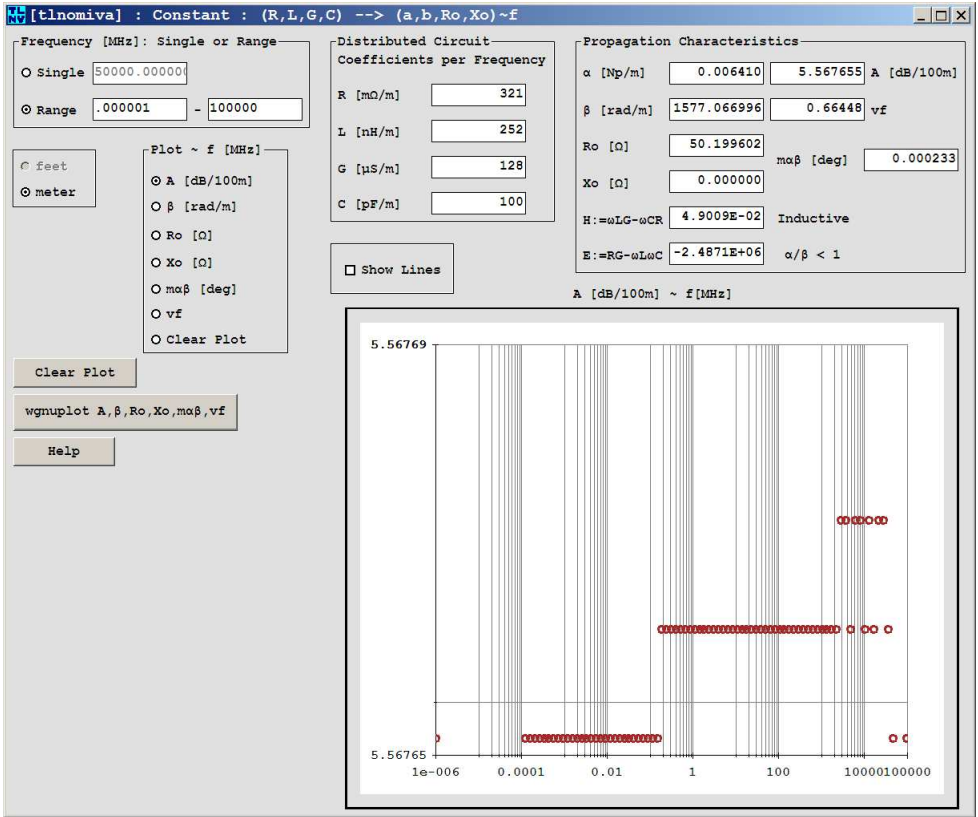 TL NV [tlnomiva] : Constant : (R,L,G,C) --> (a,b,Ro,Xo)~f
Frequency [MHz]: Single or Range
Single 50000.000000
Range .000001 - 100000
feet
meter
Plot ~ f [MHz]
A [dB/100m]
β [rad/m]
Ro [Ω]
Xo [Ω]
mαβ [deg]
vf
Clear Plot
Clear Plot
wgnuplot A,β,Ro,Xo,mαβ,vf
Help
Distributed Circuit
Coefficients per Frequency
R [mΩ/m] 321
L [nH/m] 252
G [µS/m] 128
C [pF/m] 100
Show Lines
Propagation Characteristics
α [Np/m] 0.006410 5.567655 A [dB/100m]
β [rad/m] 1577.066996 0.66448 vf
Ro [Ω] 50.199602
mαβ [deg] 0.000233
Xo [Ω] 0.000000
H:=ωLG-ωCR 4.9009E-02 Inductive
E:=RG-ωLωC -2.4871E+06 α/β < 1
A [dB/100m] ~ f[MHz]
5.56769
5.56765
1e-006 0.0001 0.01 1 100 10000 100000